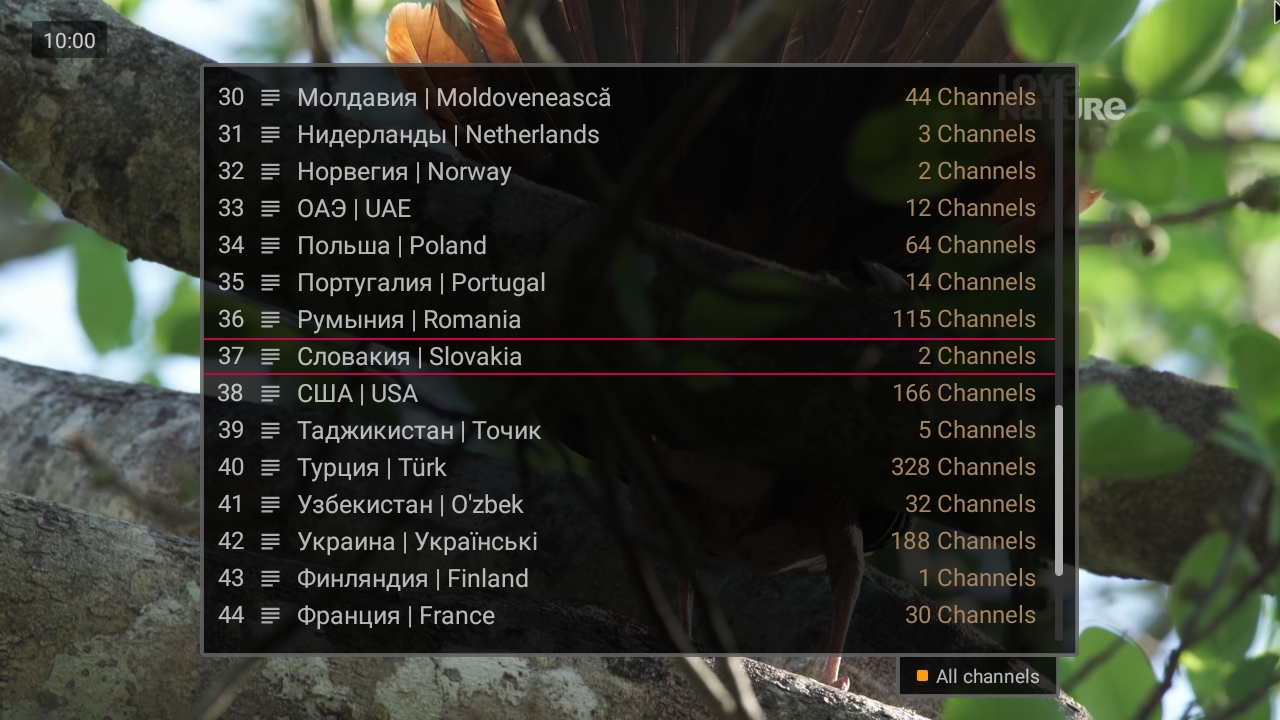 10:00
LOVE
NATURE
30 Молдавия | Moldovenească 44 Channels
31 Нидерланды | Netherlands 3 Channels
32 Норвегия | Norway 2 Channels
33 ОАЭ | UAE 12 Channels
34 Польша | Poland 64 Channels
35 Португалия | Portugal 14 Channels
36 Румыния | Romania 115 Channels
37 Словакия | Slovakia 2 Channels
38 США | USA 166 Channels
39 Таджикистан | Точик 5 Channels
40 Турция | Türk 328 Channels
41 Узбекистан | O'zbek 32 Channels
42 Украина | Українські 188 Channels
43 Финляндия | Finland 1 Channels
44 Франция | France 30 Channels
All channels